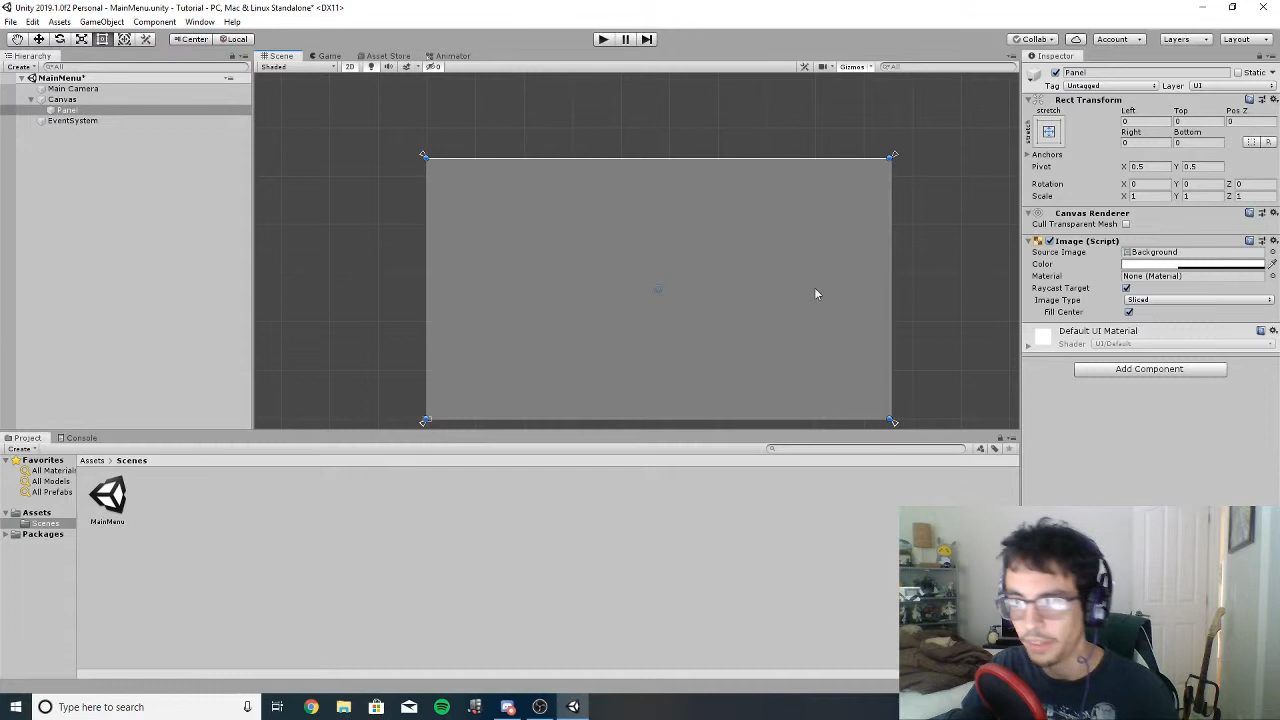 Unity 2019.1.0f2 Personal - MainMenu.unity - Tutorial - PC, Mac & Linux Standalone* <DX11>
File Edit Assets GameObject Component Window Help
Center Local Collab Account Layers Layout
Hierarchy Scene Game Asset Store Animator Inspector
Create All Shaded 2D 0 Gizmos All
MainMenu*
Main Camera
Canvas
Panel
EventSystem
Panel Static
Tag Untagged Layer UI
Rect Transform
stretch Left Top Pos Z
stretch 0 0 0
Right Bottom
0 0 R
Anchors
Pivot X 0.5 Y 0.5
Rotation X 0 Y 0 Z 0
Scale X 1 Y 1 Z 1
Canvas Renderer
Cull Transparent Mesh
Image (Script)
Source Image Background
Color
Material None (Material)
Raycast Target
Image Type Sliced
Fill Center
Default UI Material
Shader UI/Default
Add Component
Project Console
Create
Favorites
All Material
All Models
All Prefabs
Assets
Scenes
Packages
Assets > Scenes
MainMenu
Type here to search